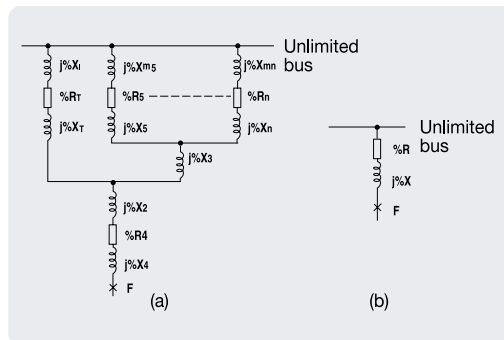 Unlimited
bus
j%Xl j%Xm5 j%Xmn
%RT %R5 %Rn
j%XT j%X5 j%Xn
j%X3
j%X2
%R4
j%X4
F
(a)
Unlimited
bus
%R
j%X
F
(b)